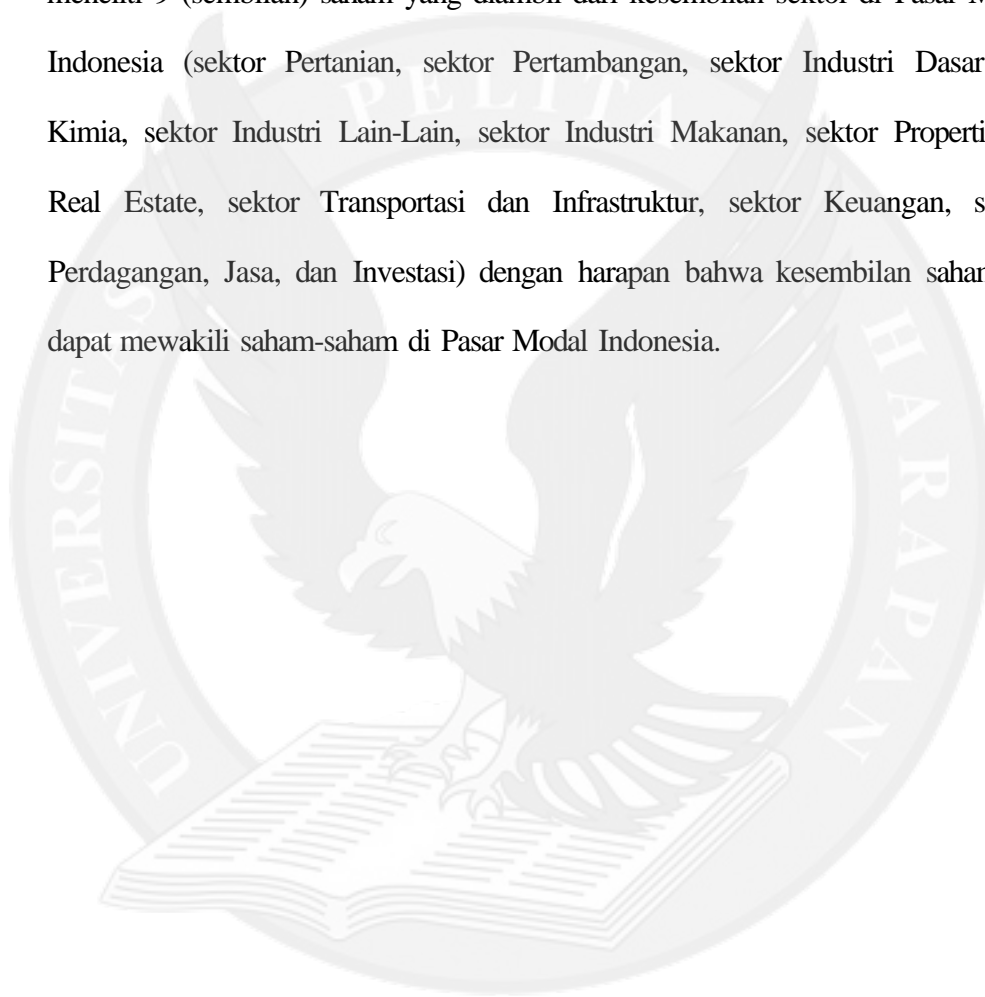 meneliti 9 (sembilan) saham yang diambil dari kesembilan sektor di Pasar M
Indonesia (sektor Pertanian, sektor Pertambangan, sektor Industri Dasar
Kimia, sektor Industri Lain-Lain, sektor Industri Makanan, sektor Properti
Real Estate, sektor Transportasi dan Infrastruktur, sektor Keuangan, s
Perdagangan, Jasa, dan Investasi) dengan harapan bahwa kesembilan saham
dapat mewakili saham-saham di Pasar Modal Indonesia.
UNIVERSITAS PELITA HARAPAN